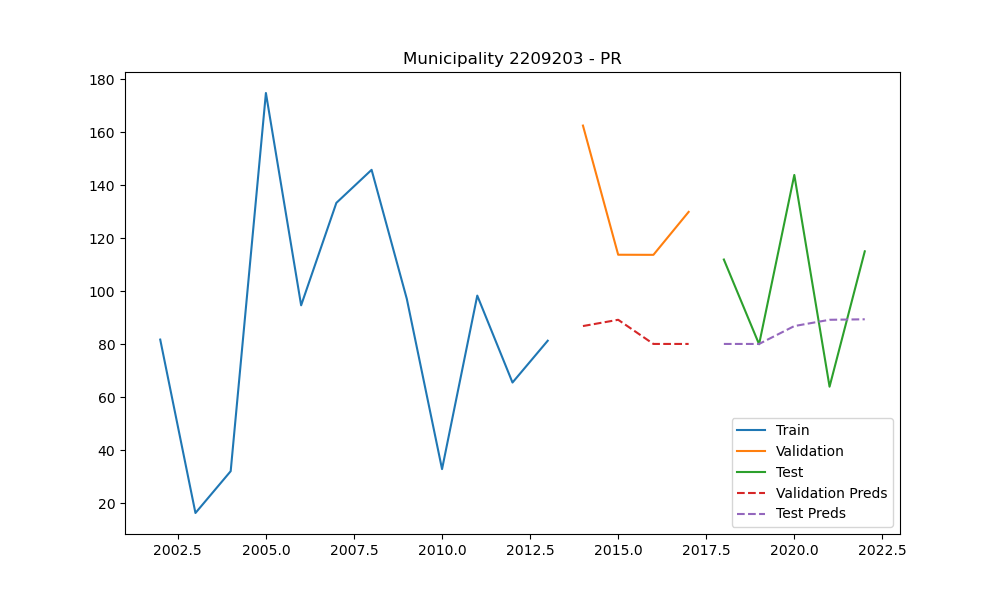 Municipality 2209203 - PR
180
160
140
120
100
80
60
40
20
2002.5 2005.0 2007.5 2010.0 2012.5 2015.0 2017.5 2020.0 2022.5
Train
Validation
Test
Validation Preds
Test Preds